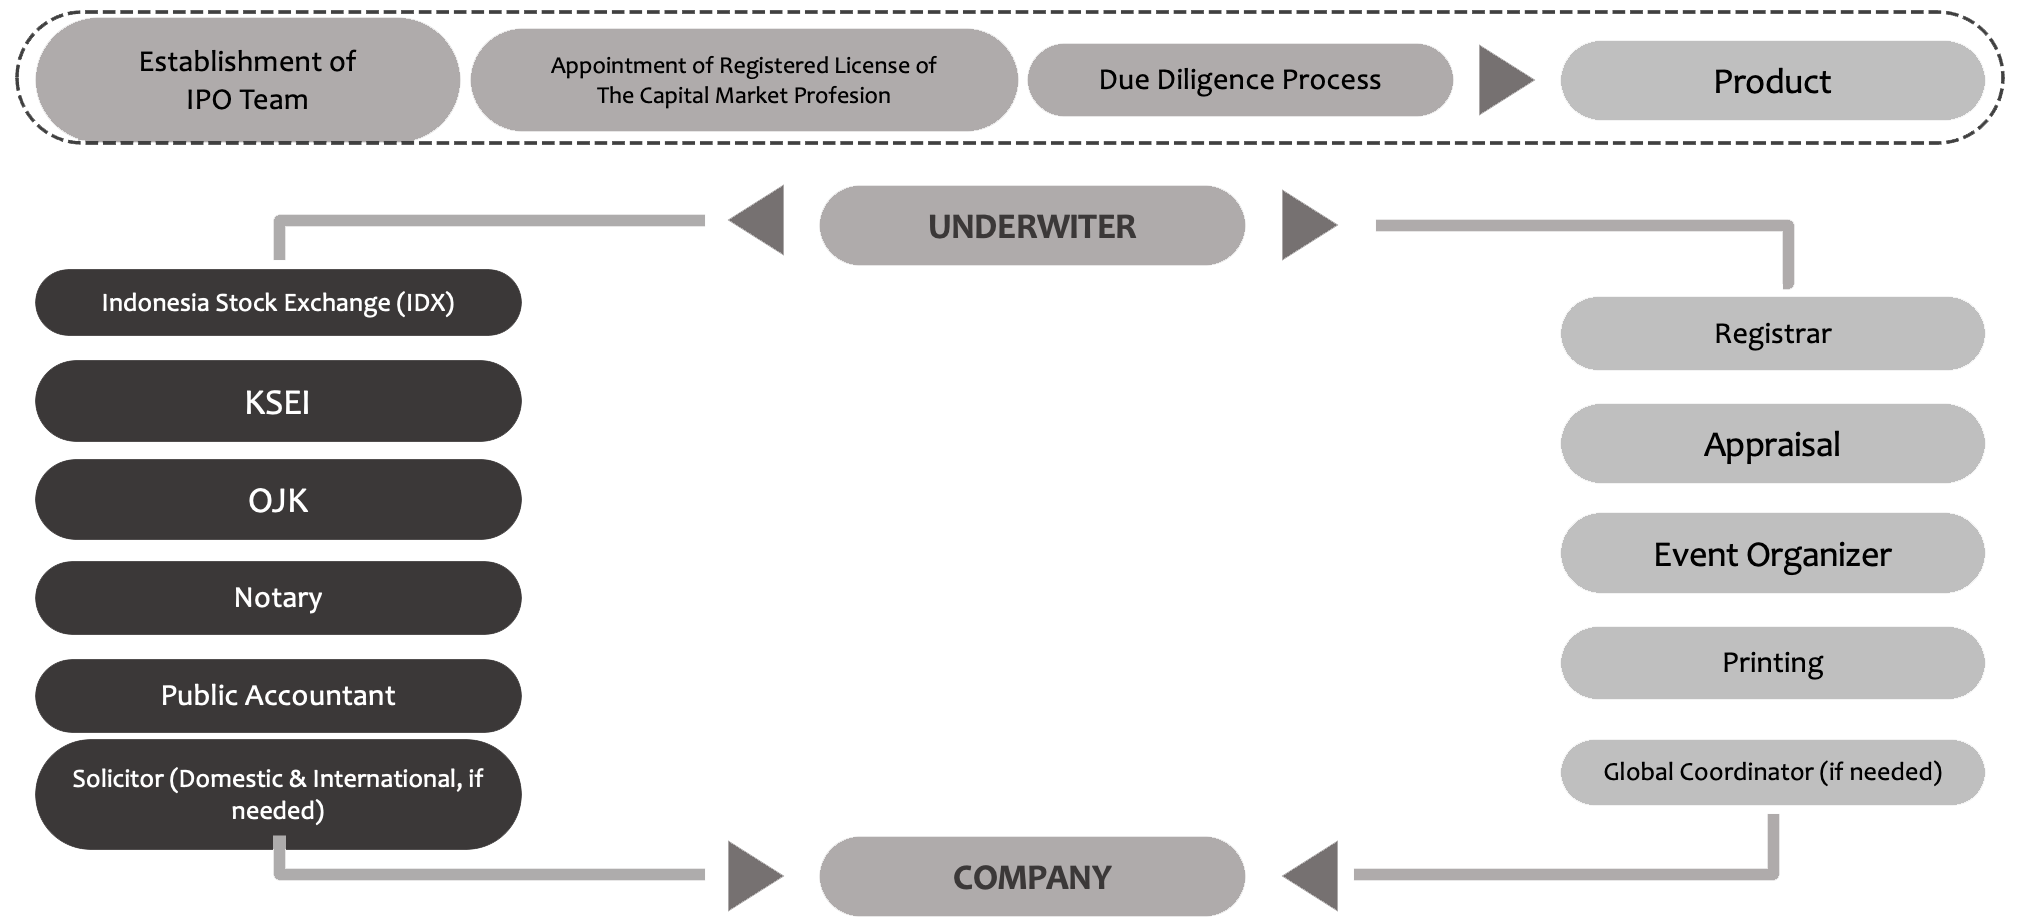 Establishment of
IPO Team
Appointment of Registered License of
The Capital Market Profesion
Due Diligence Process
Product
UNDERWITER
Indonesia Stock Exchange (IDX)
KSEI
OJK
Notary
Public Accountant
Solicitor (Domestic & International, if
needed)
Registrar
Appraisal
Event Organizer
Printing
Global Coordinator (if needed)
COMPANY